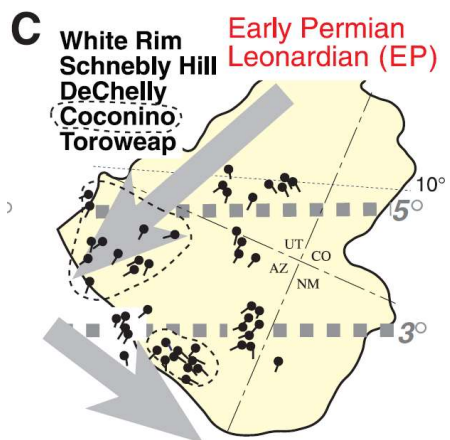 C
White Rim
Schnebly Hill
DeChelly
Coconino
Toroweap
Early Permian
Leonardian (EP)
10°
5°
UT
CO
AZ
NM
3°